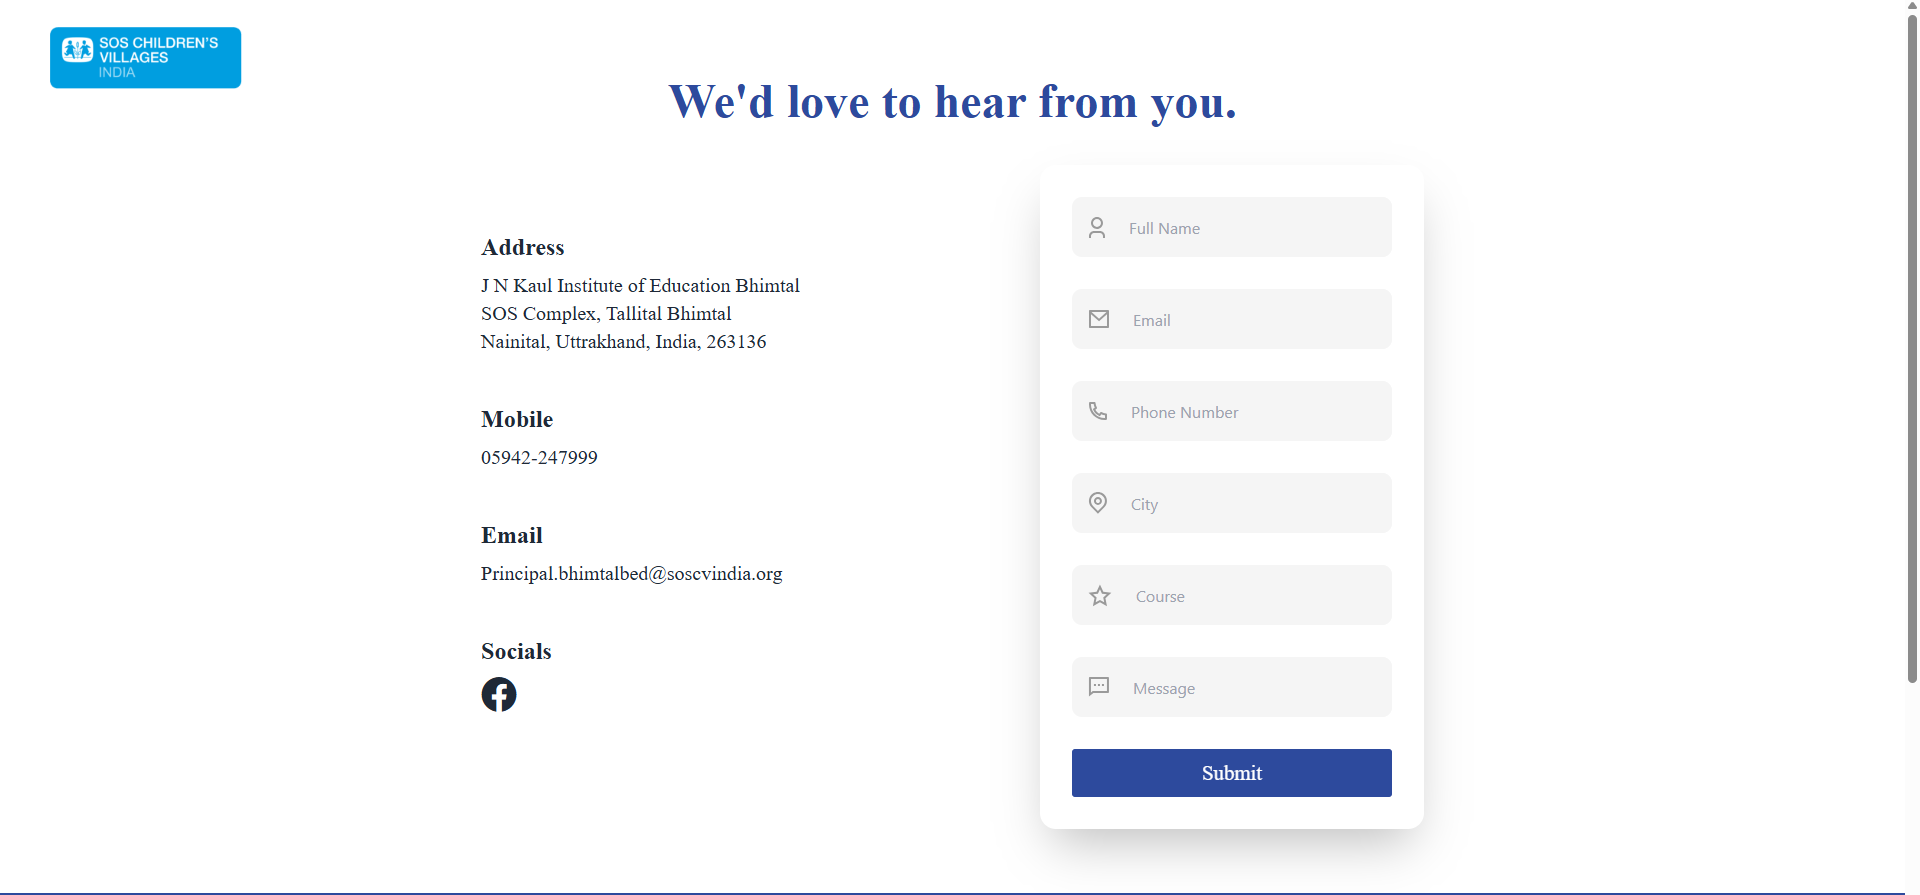 SOS CHILDREN'S
VILLAGES
INDIA
We'd love to hear from you.
Address
J N Kaul Institute of Education Bhimtal
SOS Complex, Tallital Bhimtal
Nainital, Uttrakhand, India, 263136
Mobile
05942-247999
Email
Principal.bhimtalbed@soscvindia.org
Socials
Full Name
Email
Phone Number
City
Course
Message
Submit